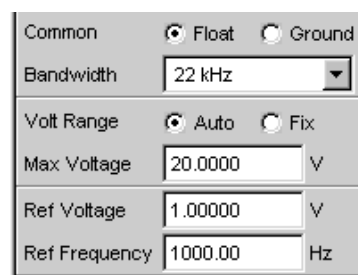 Common Float Ground
Bandwidth 22 kHz
Volt Range Auto Fix
Max Voltage 20.0000 V
Ref Voltage 1.00000 V
Ref Frequency 1000.00 Hz